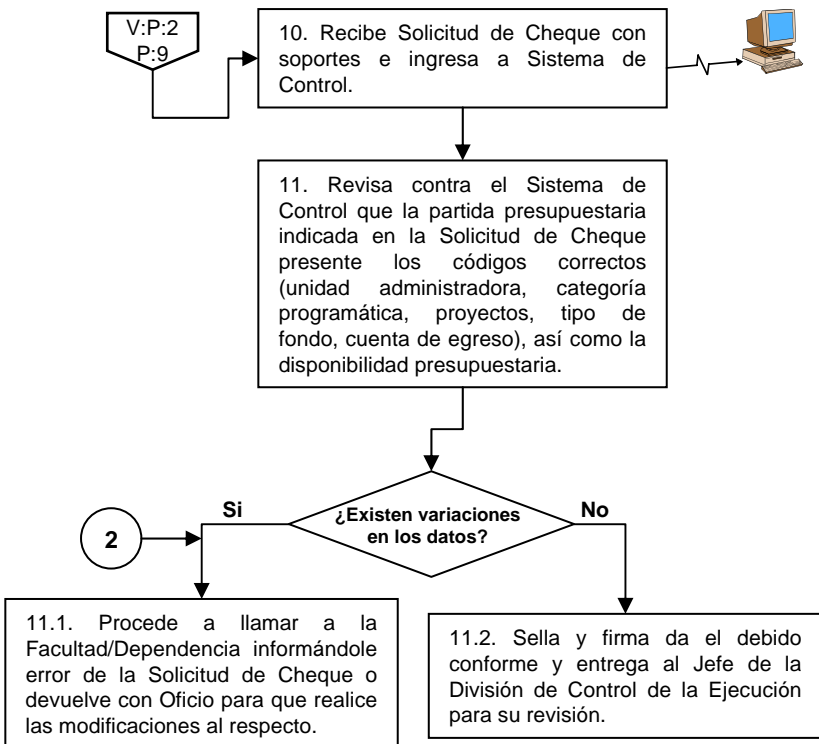 V:P:2
P:9
10. Recibe Solicitud de Cheque con
soportes e ingresa a Sistema de
Control.
11. Revisa contra el Sistema de
Control que la partida presupuestaria
indicada en la Solicitud de Cheque
presente los códigos correctos
(unidad administradora, categoría
programática, proyectos, tipo de
fondo, cuenta de egreso), así como la
disponibilidad presupuestaria.
¿Existen variaciones
en los datos?
Si
No
2
11.1. Procede a llamar a la
Facultad/Dependencia informándole
error de la Solicitud de Cheque o
devuelve con Oficio para que realice
las modificaciones al respecto.
11.2. Sella y firma da el debido
conforme y entrega al Jefe de la
División de Control de la Ejecución
para su revisión.